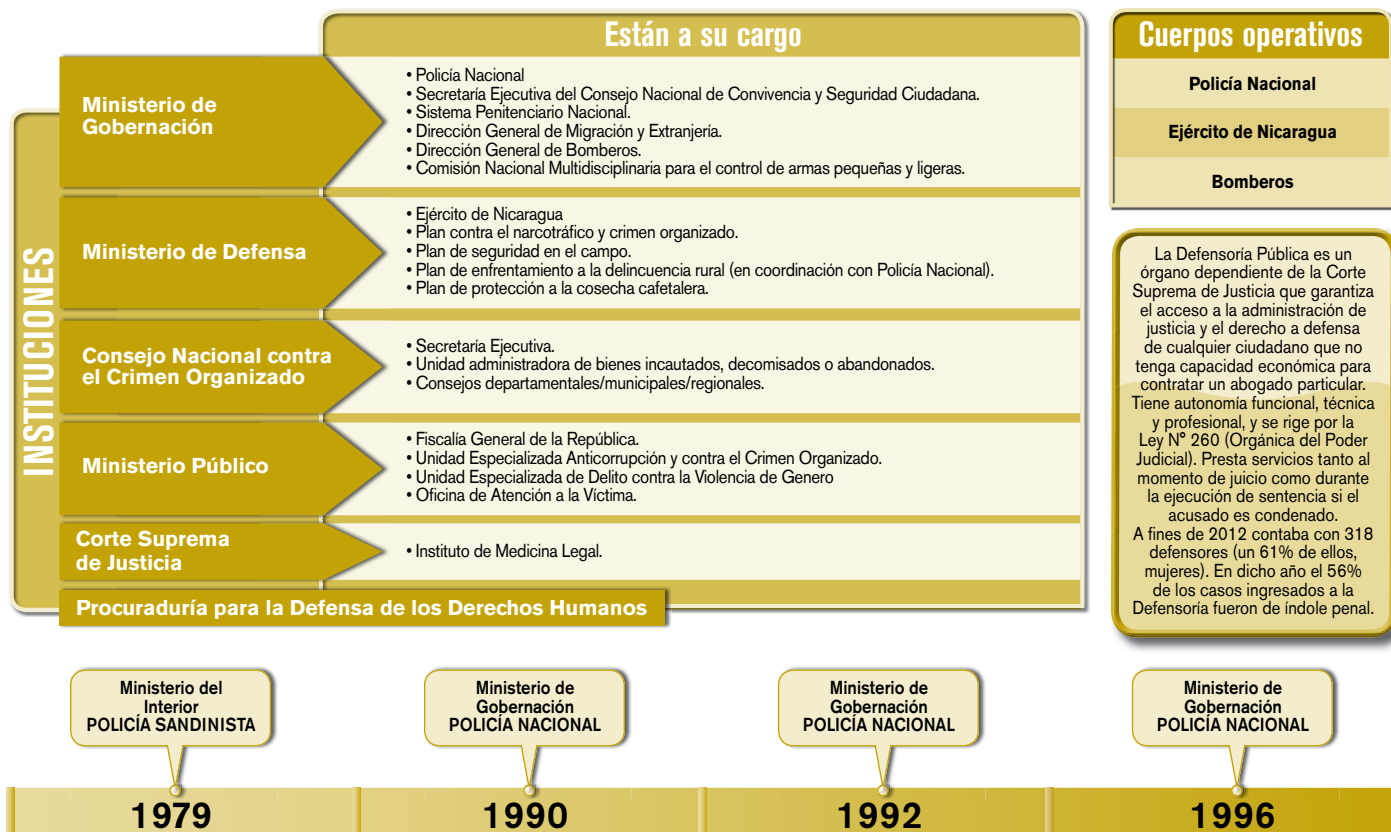 Están a su cargo
INSTITUCIONES
Ministerio de
Gobernación
• Policía Nacional
• Secretaría Ejecutiva del Consejo Nacional de Convivencia y Seguridad Ciudadana.
• Sistema Penitenciario Nacional.
• Dirección General de Migración y Extranjería.
• Dirección General de Bomberos.
• Comisión Nacional Multidisciplinaria para el control de armas pequeñas y ligeras.
Ministerio de Defensa
• Ejército de Nicaragua
• Plan contra el narcotráfico y crimen organizado.
• Plan de seguridad en el campo.
• Plan de enfrentamiento a la delincuencia rural (en coordinación con Policía Nacional).
• Plan de protección a la cosecha cafetalera.
Consejo Nacional contra
el Crimen Organizado
• Secretaría Ejecutiva.
• Unidad administradora de bienes incautados, decomisados o abandonados.
• Consejos departamentales/municipales/regionales.
Ministerio Público
• Fiscalía General de la República.
• Unidad Especializada Anticorrupción y contra el Crimen Organizado.
• Unidad Especializada de Delito contra la Violencia de Genero
• Oficina de Atención a la Víctima.
Corte Suprema
de Justicia
• Instituto de Medicina Legal.
Procuraduría para la Defensa de los Derechos Humanos
Cuerpos operativos
Policía Nacional
Ejército de Nicaragua
Bomberos
La Defensoría Pública es un
órgano dependiente de la Corte
Suprema de Justicia que garantiza
el acceso a la administración de
justicia y el derecho a defensa
de cualquier ciudadano que no
tenga capacidad económica para
contratar un abogado particular.
Tiene autonomía funcional, técnica
y profesional, y se rige por la
Ley Nº 260 (Orgánica del Poder
Judicial). Presta servicios tanto al
momento de juicio como durante
la ejecución de sentencia si el
acusado es condenado.
A fines de 2012 contaba con 318
defensores (un 61% de ellos,
mujeres). En dicho año el 56%
de los casos ingresados a la
Defensoría fueron de índole penal.
Ministerio del
Interior
POLICÍA SANDINISTA
1979
Ministerio de
Gobernación
POLICÍA NACIONAL
1990
Ministerio de
Gobernación
POLICÍA NACIONAL
1992
Ministerio de
Gobernación
POLICÍA NACIONAL
1996